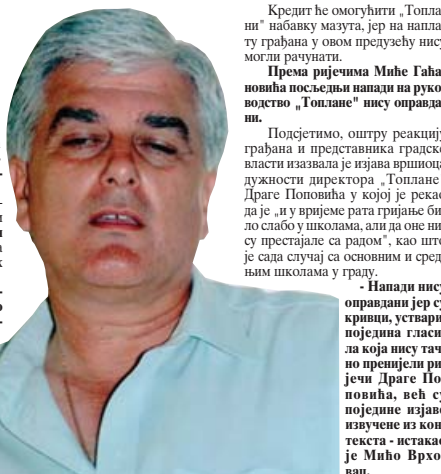 Кредит ће омогућити „Топла-
ни" набавку мазута, јер на напла-
ту грађана у овом предузећу нису
могли рачунати.
Према ријечима Миће Гаћа-
новића посљедњи напади на руко-
водство „Топлане" нису оправда-
ни.
Подсјетимо, оштру реакцију
грађана и представника градске
власти изазвала је изјава вршиоца
дужности директора „Топлане"
Драге Поповића у којој је рекао
да је „и у вријеме рата гријање би-
ло слабо у школама, али да оне ни-
су престајале са радом", као што
је сада случај са основним и сред-
њим школама у граду.
- Напади нису
оправдани јер су
кривци, уствари,
поједина гласи-
ла која нису тач-
но пренијели ри-
јечи Драге По-
повића, већ су
поједине изјаве
извучене из кон-
текста - истакао
је Мићо Врхо-
вац.